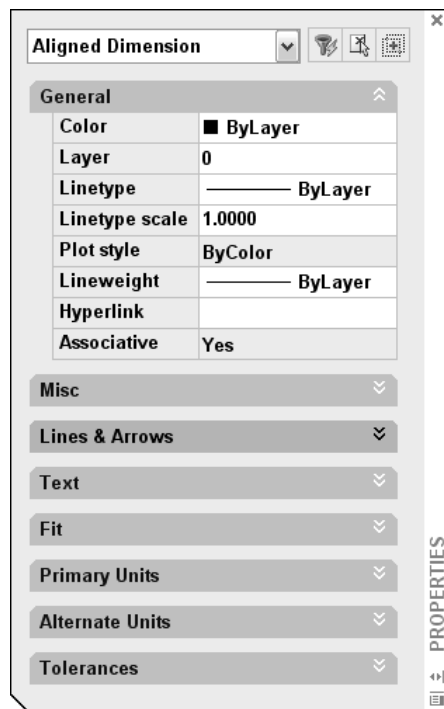 Aligned Dimension
General
Color ByLayer
Layer 0
Linetype ByLayer
Linetype scale 1.0000
Plot style ByColor
Lineweight ByLayer
Hyperlink
Associative Yes
Misc
Lines & Arrows
Text
Fit
Primary Units
Alternate Units
Tolerances
PROPERTIES